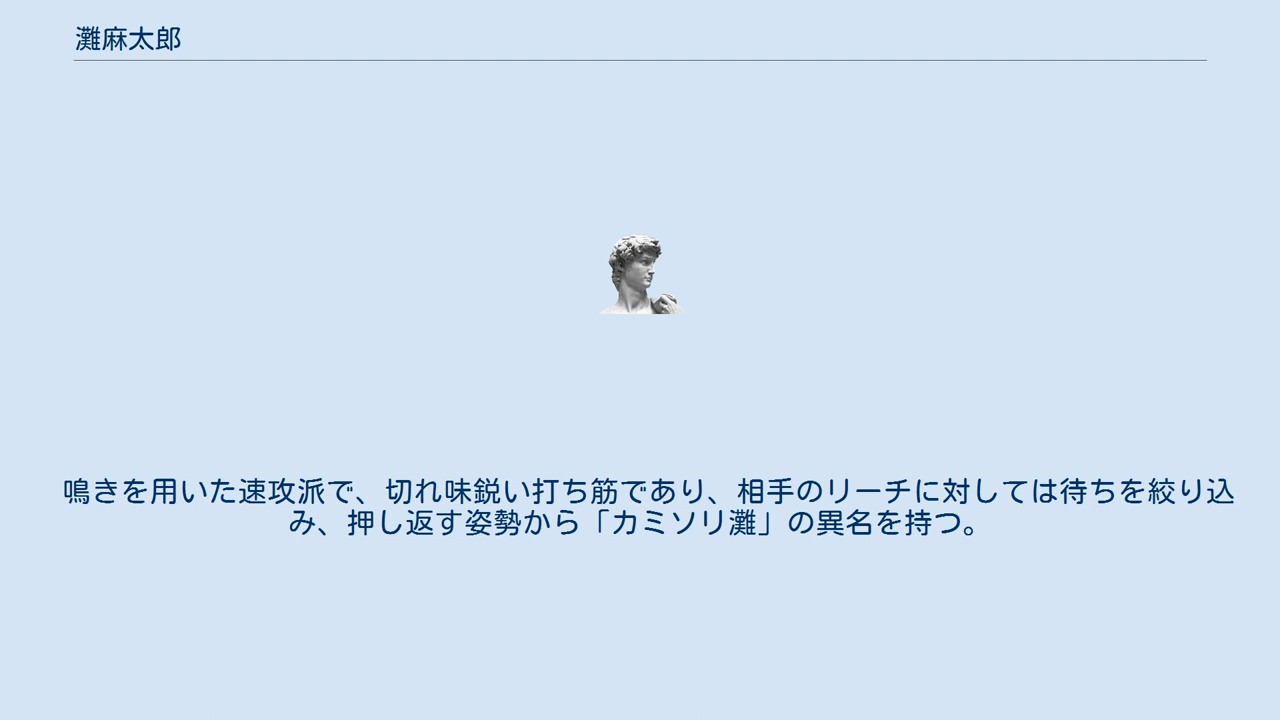 灘麻太郎
鳴きを用いた速攻派で、切れ味鋭い打ち筋であり、相手のリーチに対しては待ちを絞り込
み、押し返す姿勢から「カミソリ灘」の異名を持つ。